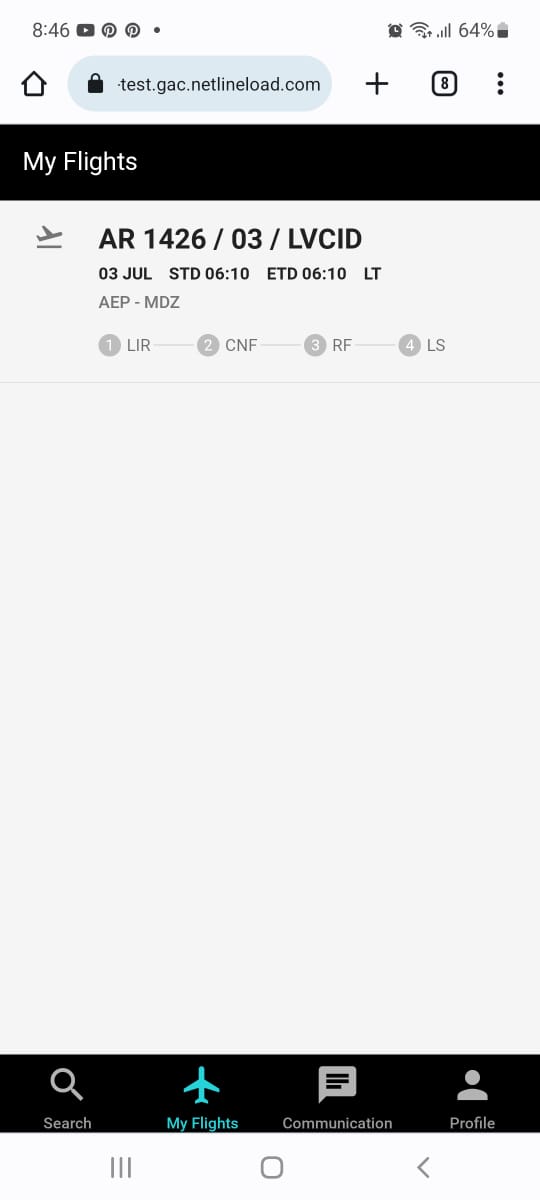 8:46 64%
-test.gac.netlineload.com 8
My Flights
AR 1426 / 03 / LVCID
03 JUL STD 06:10 ETD 06:10 LT
AEP - MDZ
1 LIR 2 CNF 3 RF 4 LS
Search My Flights Communication Profile